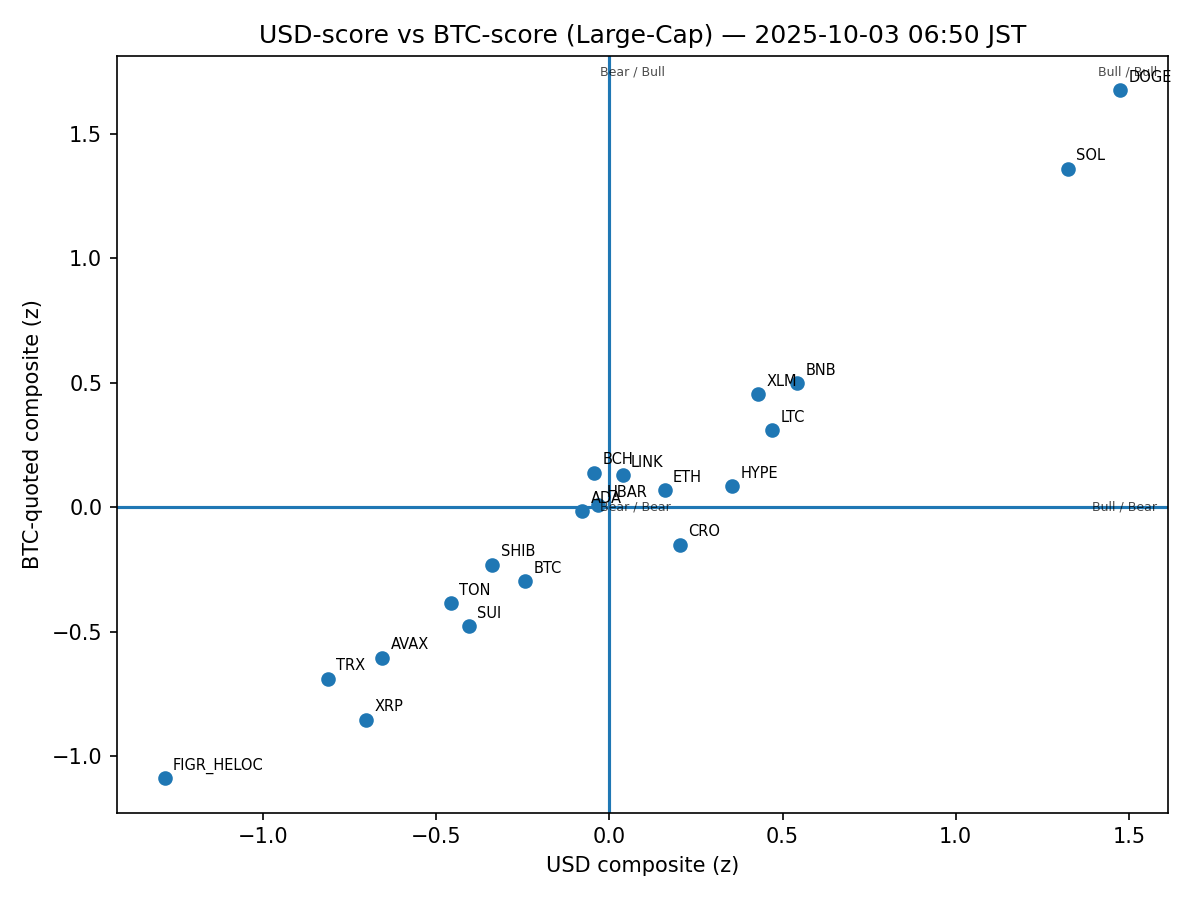 USD-score vs BTC-score (Large-Cap) — 2025-10-03 06:50 JST
Bear / Bull
Bull / Bull
DOGE
SOL
BNB
XLM
LTC
BCH
LINK
HYPE
ETH
HBAR
ADA
Bear / Bear
Bull / Bear
CRO
SHIB
BTC
TON
SUI
AVAX
TRX
XRP
FIGR_HELOC
1.5
1.0
0.5
0.0
−0.5
−1.0
BTC-quoted composite (z)
−1.0
−0.5
0.0
0.5
1.0
1.5
USD composite (z)